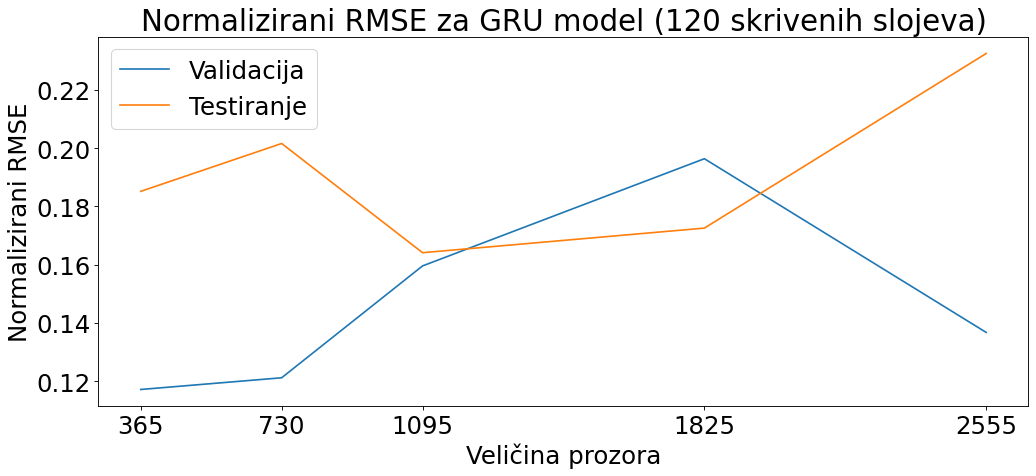 Normalizirani RMSE za GRU model (120 skrivenih slojeva)
Validacija
Testiranje
Normalizirani RMSE
0.22
0.20
0.18
0.16
0.14
0.12
365 730 1095 1825 2555
Veličina prozora